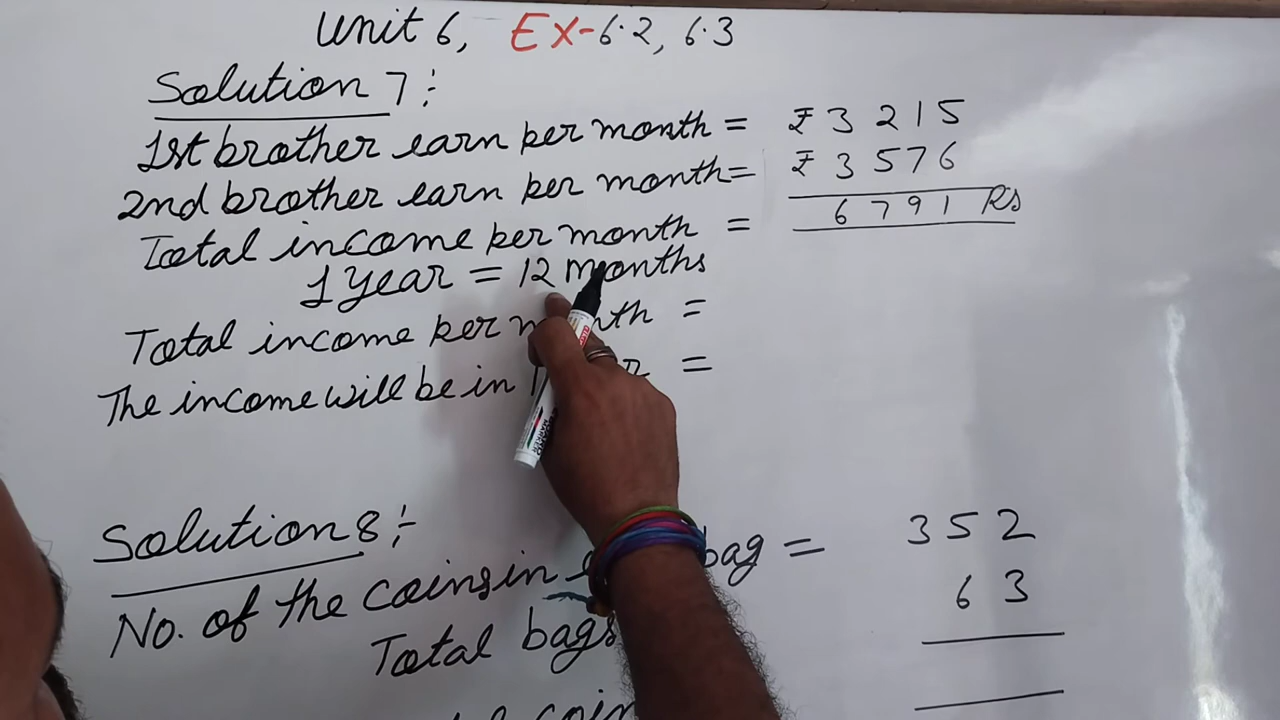 Unit 6, EX-6.2, 6.3
Solution 7:
1st brother earn per month = ₹ 3 2 1 5
2nd brother earn per month = ₹ 3 5 7 6
Total income per month = 6 7 9 1 Rs
1 Year = 12 months
Total income per =
The income will be in =
Solution 8:
No. of the coins in bag = 3 5 2
Total bags 6 3